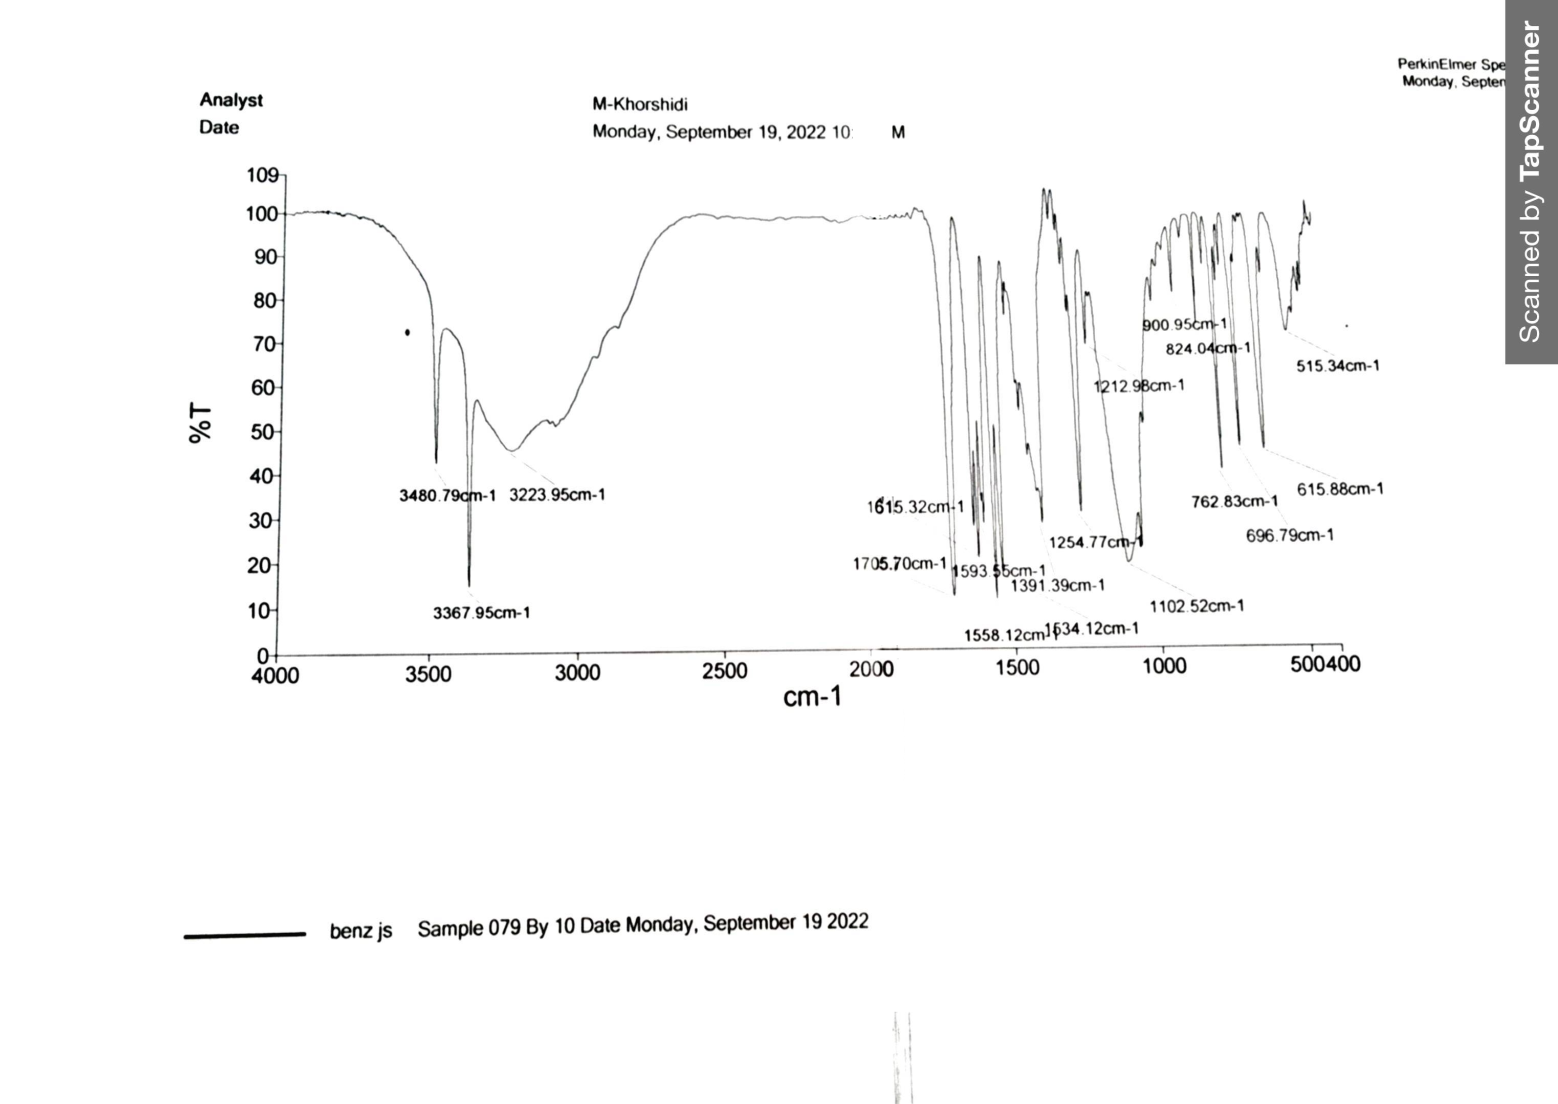 PerkinElmer Spe
Monday, Septem
Analyst M-Khorshidi
Date Monday, September 19, 2022 10: M
109
100
90
80
70
60
50
40
30
20
10
0
%T
4000 3500 3000 2500 2000 1500 1000 500 400
cm-1
3480.79cm-1
3223.95cm-1
3367.95cm-1
1615.32cm-1
1705.70cm-1
1593.55cm-1
1558.12cm-1
1534.12cm-1
1391.39cm-1
1254.77cm-1
1212.98cm-1
1102.52cm-1
900.95cm-1
824.04cm-1
762.83cm-1
696.79cm-1
615.88cm-1
515.34cm-1
benz js Sample 079 By 10 Date Monday, September 19 2022
Scanned by TapScanner